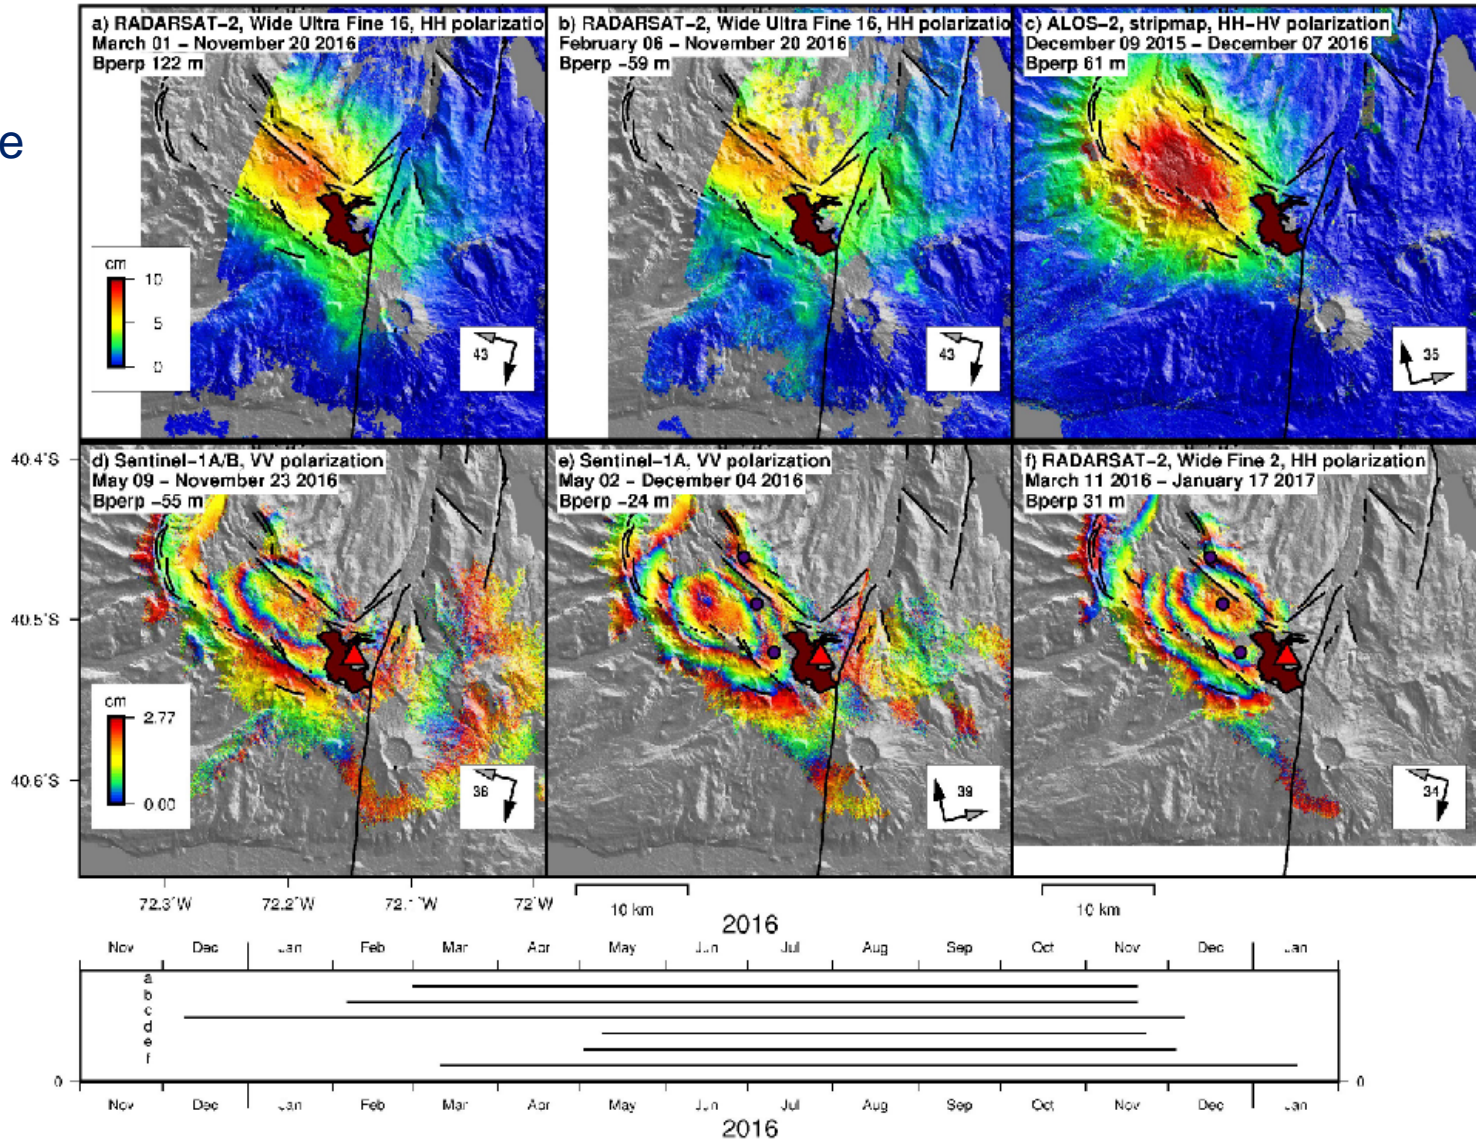 e
a) RADARSAT-2, Wide Ultra Fine 16, HH polarizatio
March 01 - November 20 2016
Bperp 122 m
b) RADARSAT-2, Wide Ultra Fine 16, HH polarizatio
February 06 - November 20 2016
Bperp -59 m
c) ALOS-2, stripmap, HH-HV polarization
December 09 2015 - December 07 2016
Bperp 61 m
cm
10
5
0
43
43
35
40.4°S
40.5°S
40.6°S
d) Sentinel-1A/B, VV polarization
May 09 - November 23 2016
Bperp -55 m
e) Sentinel-1A, VV polarization
May 02 - December 04 2016
Bperp -24 m
f) RADARSAT-2, Wide Fine 2, HH polarization
March 11 2016 - January 17 2017
Bperp 31 m
cm
2.77
0.00
38
39
34
72.3°W 72.2°W 72.1°W 72°W
10 km
10 km
2016
Nov Dec Jan Feb Mar Apr May Jun Jul Aug Sep Oct Nov Dec Jan
a
b
c
d
e
f
0 0
Nov Dec Jan Feb Mar Apr May Jun Jul Aug Sep Oct Nov Dec Jan
2016